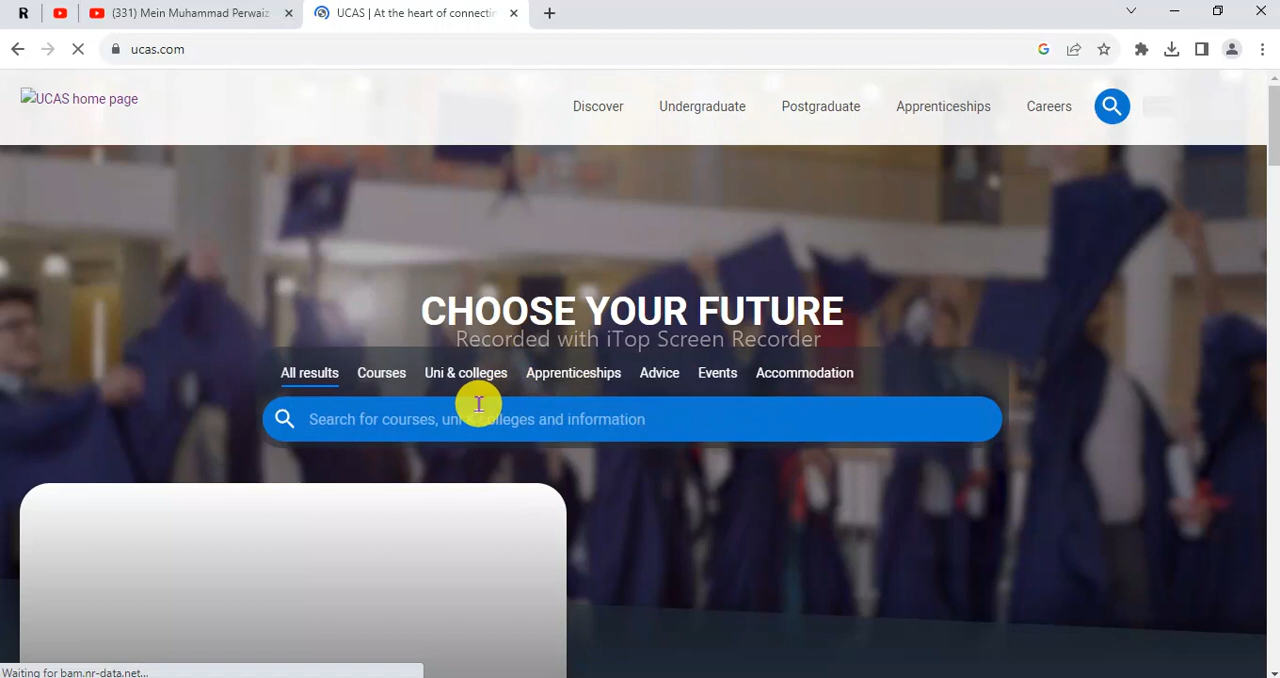 R
(331) Mein Muhammad Perwaiz
UCAS | At the heart of connectin
ucas.com
UCAS home page
Discover
Undergraduate
Postgraduate
Apprenticeships
Careers
CHOOSE YOUR FUTURE
Recorded with iTop Screen Recorder
All results
Courses
Uni & colleges
Apprenticeships
Advice
Events
Accommodation
Search for courses, uni & colleges and information
Waiting for bam.nr-data.net...